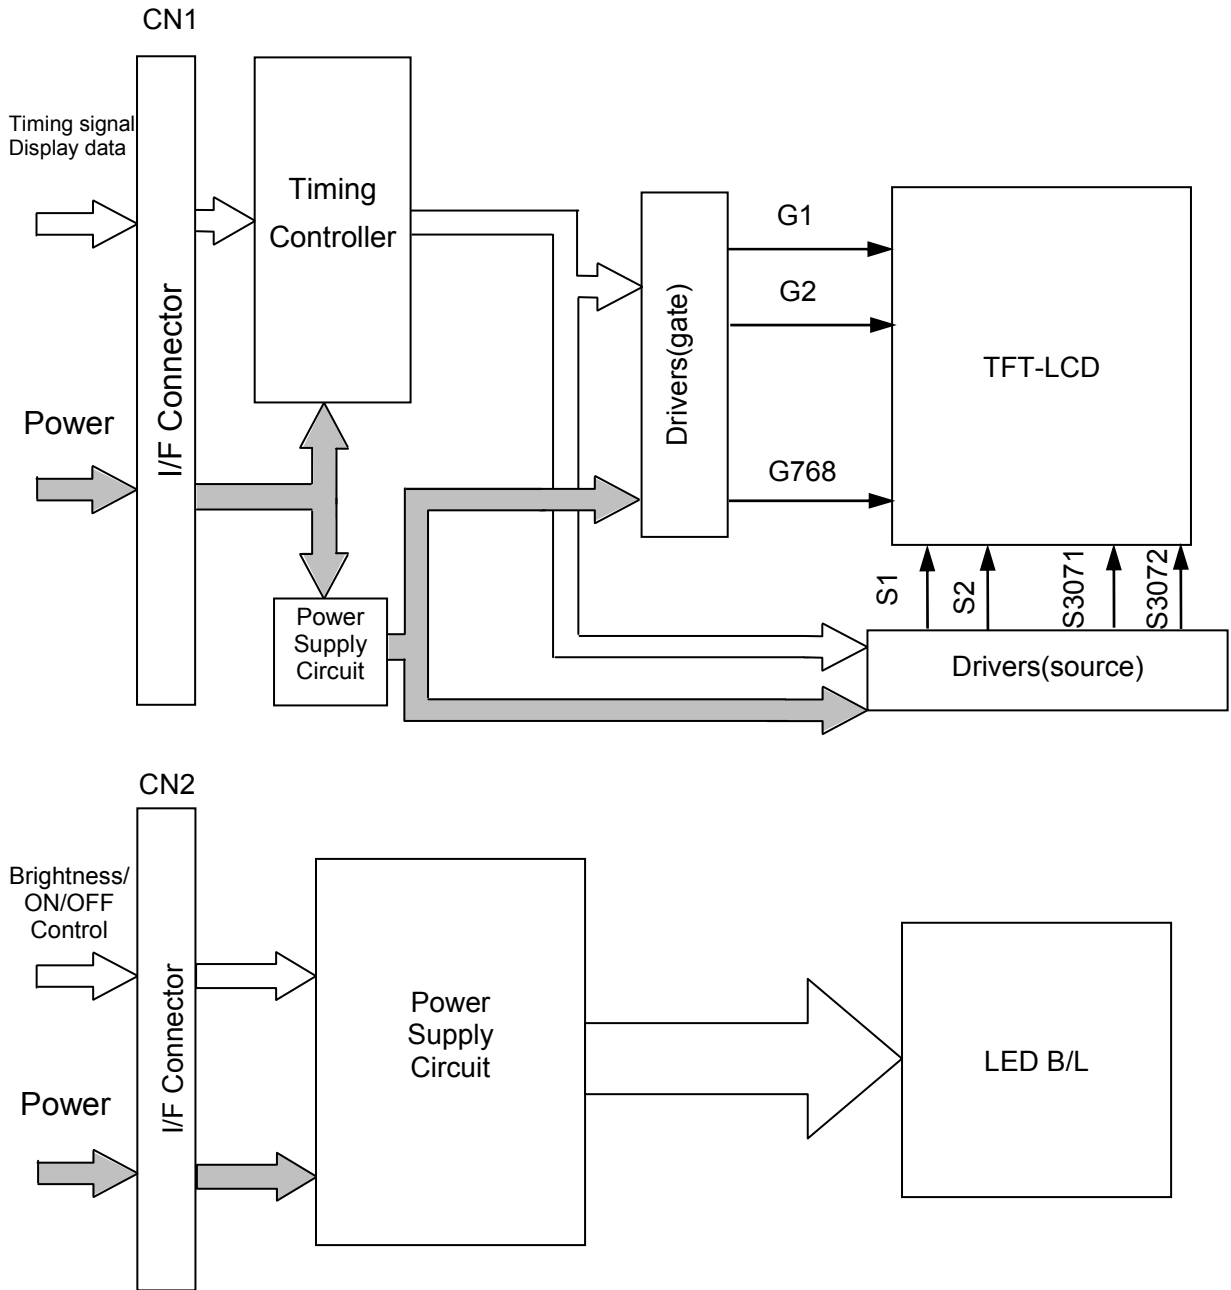 CN1
Timing signal
Display data
Power
I/F Connector
Timing
Controller
Power
Supply
Circuit
Drivers(gate)
G1
G2
G768
TFT-LCD
S1
S2
S3071
S3072
Drivers(source)
CN2
Brightness/
ON/OFF
Control
Power
I/F Connector
Power
Supply
Circuit
LED B/L